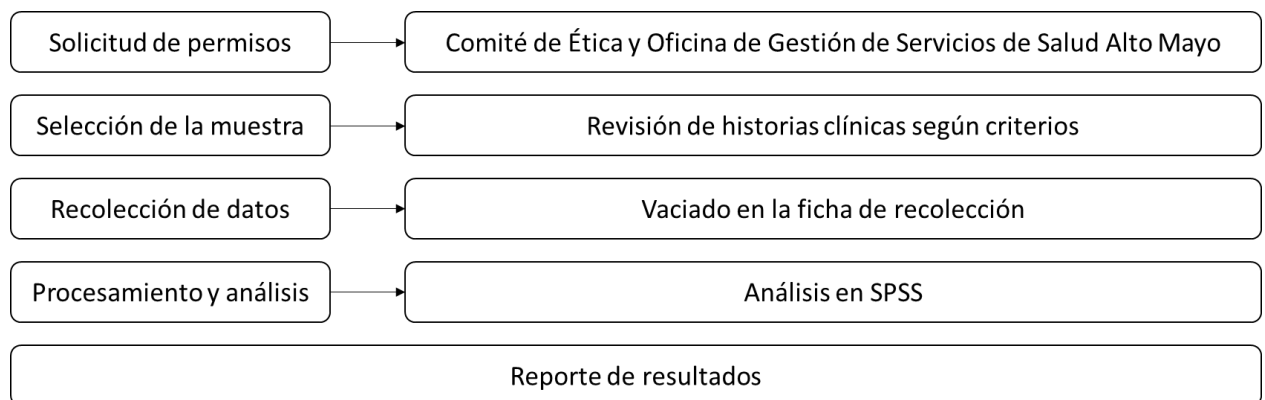 Solicitud de permisos
Comité de Ética y Oficina de Gestión de Servicios de Salud Alto Mayo
Selección de la muestra
Revisión de historias clínicas según criterios
Recolección de datos
Vaciado en la ficha de recolección
Procesamiento y análisis
Análisis en SPSS
Reporte de resultados